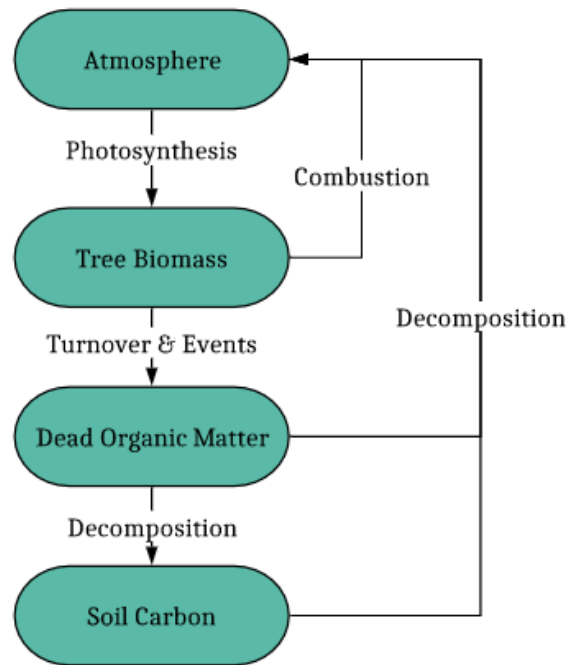 Atmosphere
Photosynthesis
Combustion
Tree Biomass
Decomposition
Turnover & Events
Dead Organic Matter
Decomposition
Soil Carbon